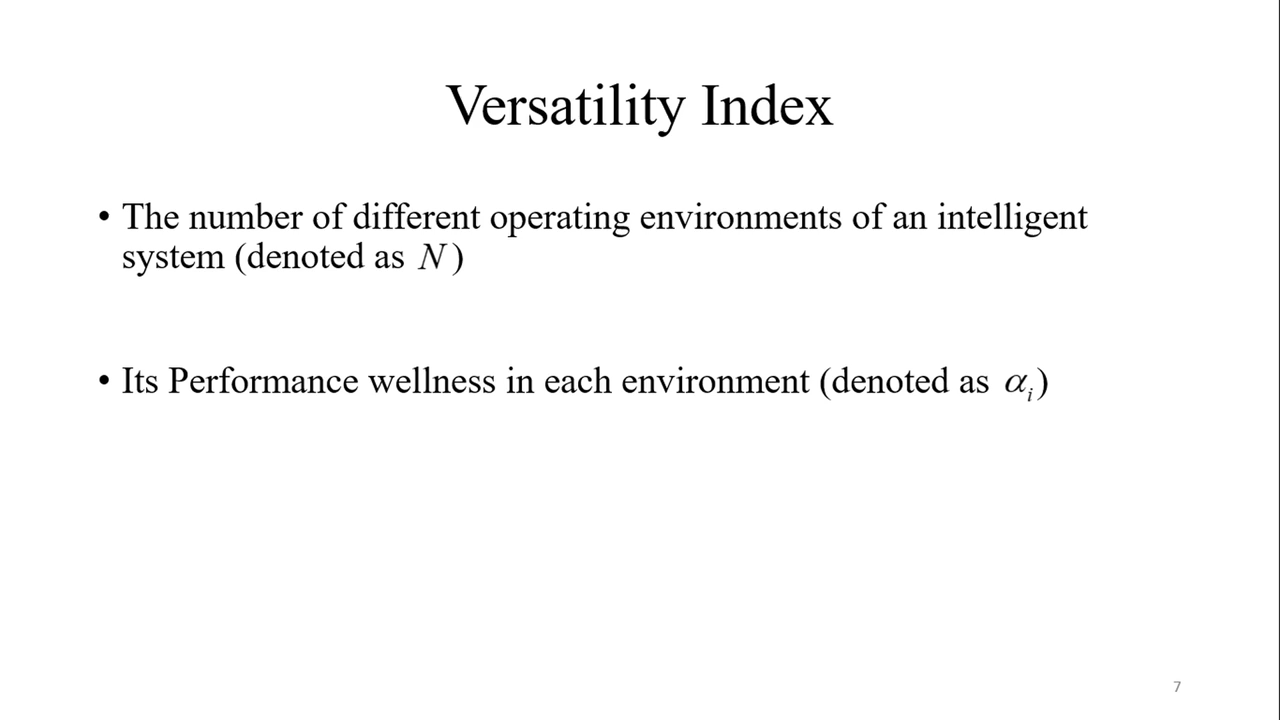 Versatility Index
• The number of different operating environments of an intelligent
system (denoted as N)
• Its Performance wellness in each environment (denoted as αᵢ)
7